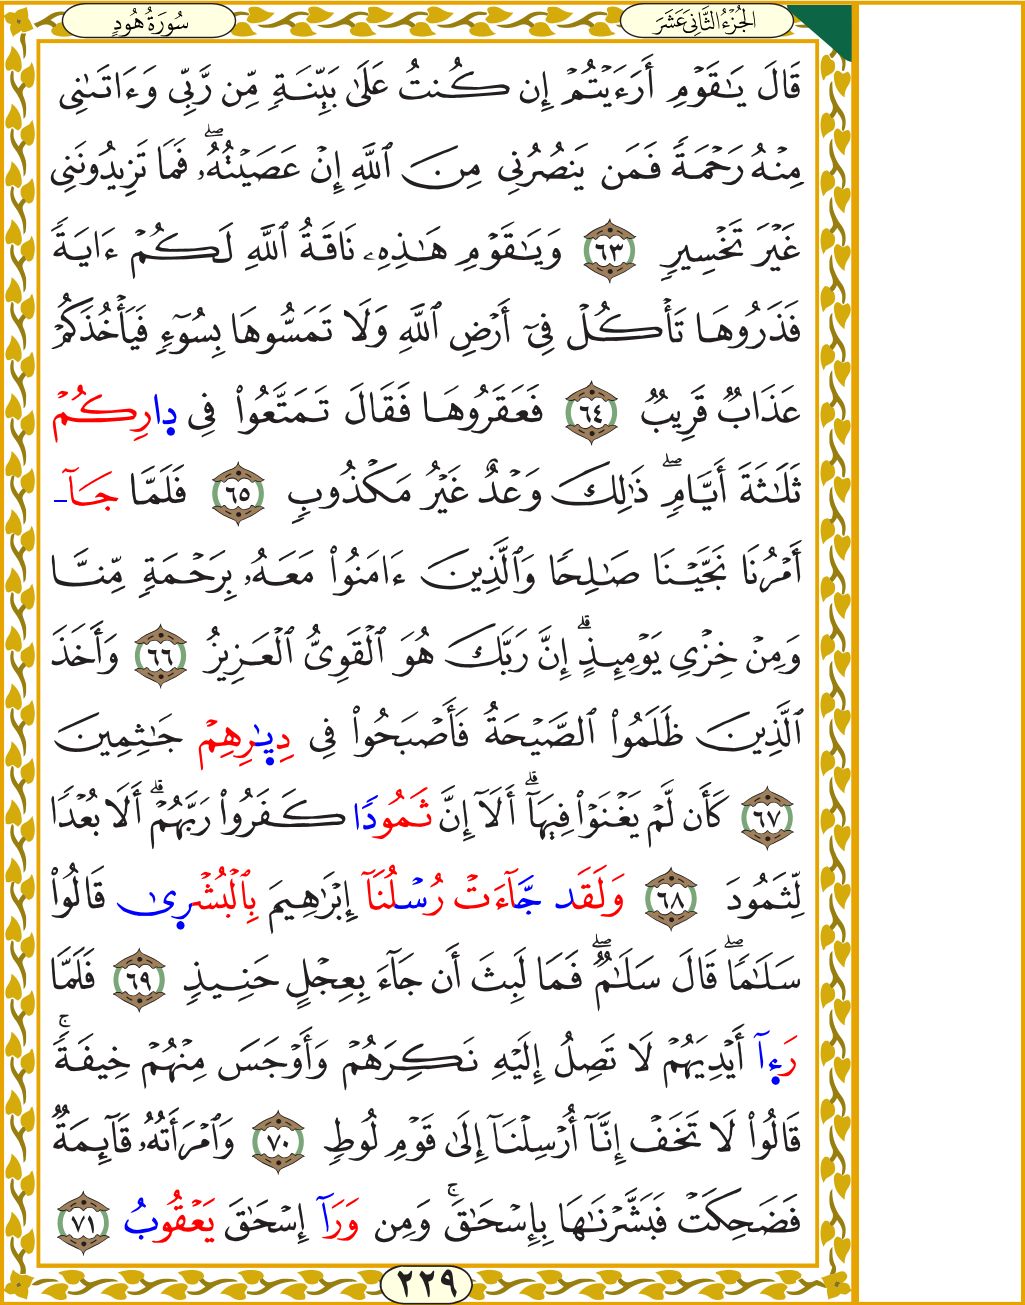 الجُزْءُ الثَّانِي عَشَرَ
سُورَةُ هُودٍ
قَالَ يَٰقَوْمِ أَرَءَيْتُمْ إِن كُنتُ عَلَىٰ بَيِّنَةٖ مِّن رَّبِّي وَءَاتَىٰنِي
مِنْهُ رَحْمَةٗ فَمَن يَنصُرُنِي مِنَ ٱللَّهِ إِنْ عَصَيْتُهُۥۖ فَمَا تَزِيدُونَنِي
غَيْرَ تَخْسِيرٖ ٦٣ وَيَٰقَوْمِ هَٰذِهِۦ نَاقَةُ ٱللَّهِ لَكُمْ ءَايَةٗ
فَذَرُوهَا تَأْكُلْ فِيٓ أَرْضِ ٱللَّهِ وَلَا تَمَسُّوهَا بِسُوٓءٖ فَيَأْخُذَكُمْ
عَذَابٞ قَرِيبٞ ٦٤ فَعَقَرُوهَا فَقَالَ تَمَتَّعُواْ فِي دِارِكُمْ
ثَلَٰثَةَ أَيَّامٖۖ ذَٰلِكَ وَعْدٌ غَيْرُ مَكْذُوبٖ ٦٥ فَلَمَّا جَآ
أَمْرُنَا نَجَّيْنَا صَٰلِحٗا وَٱلَّذِينَ ءَامَنُواْ مَعَهُۥ بِرَحْمَةٖ مِّنَّا
وَمِنْ خِزْيِ يَوْمِئِذٍۗ إِنَّ رَبَّكَ هُوَ ٱلْقَوِيُّ ٱلْعَزِيزُ ٦٦ وَأَخَذَ
ٱلَّذِينَ ظَلَمُواْ ٱلصَّيْحَةُ فَأَصْبَحُواْ فِي دِيَٰرِهِمْ جَٰثِمِينَ
٦٧ كَأَن لَّمْ يَغْنَوْاْ فِيهَآۗ أَلَآ إِنَّ ثَمُودٗا كَفَرُواْ رَبَّهُمْۗ أَلَا بُعْدٗا
لِّثَمُودَ ٦٨ وَلَقَد جَّآءَتْ رُسْلُنَآ إِبْرَٰهِيمَ بِٱلْبُشْرِىٰ قَالُواْ
سَلَٰمٗاۖ قَالَ سَلَٰمٞۖ فَمَا لَبِثَ أَن جَآءَ بِعِجْلٍ حَنِيذٖ ٦٩ فَلَمَّا
رَءِآ أَيْدِيَهُمْ لَا تَصِلُ إِلَيْهِ نَكِرَهُمْ وَأَوْجَسَ مِنْهُمْ خِيفَةٗۚ
قَالُواْ لَا تَخَفْ إِنَّآ أُرْسِلْنَآ إِلَىٰ قَوْمِ لُوطٖ ٧٠ وَٱمْرَأَتُهُۥ قَآئِمَةٞ
فَضَحِكَتْ فَبَشَّرْنَٰهَا بِإِسْحَٰقَۚ وَمِن وَرَآ إِسْحَٰقَ يَعْقُوبُ ٧١
٢٢٩